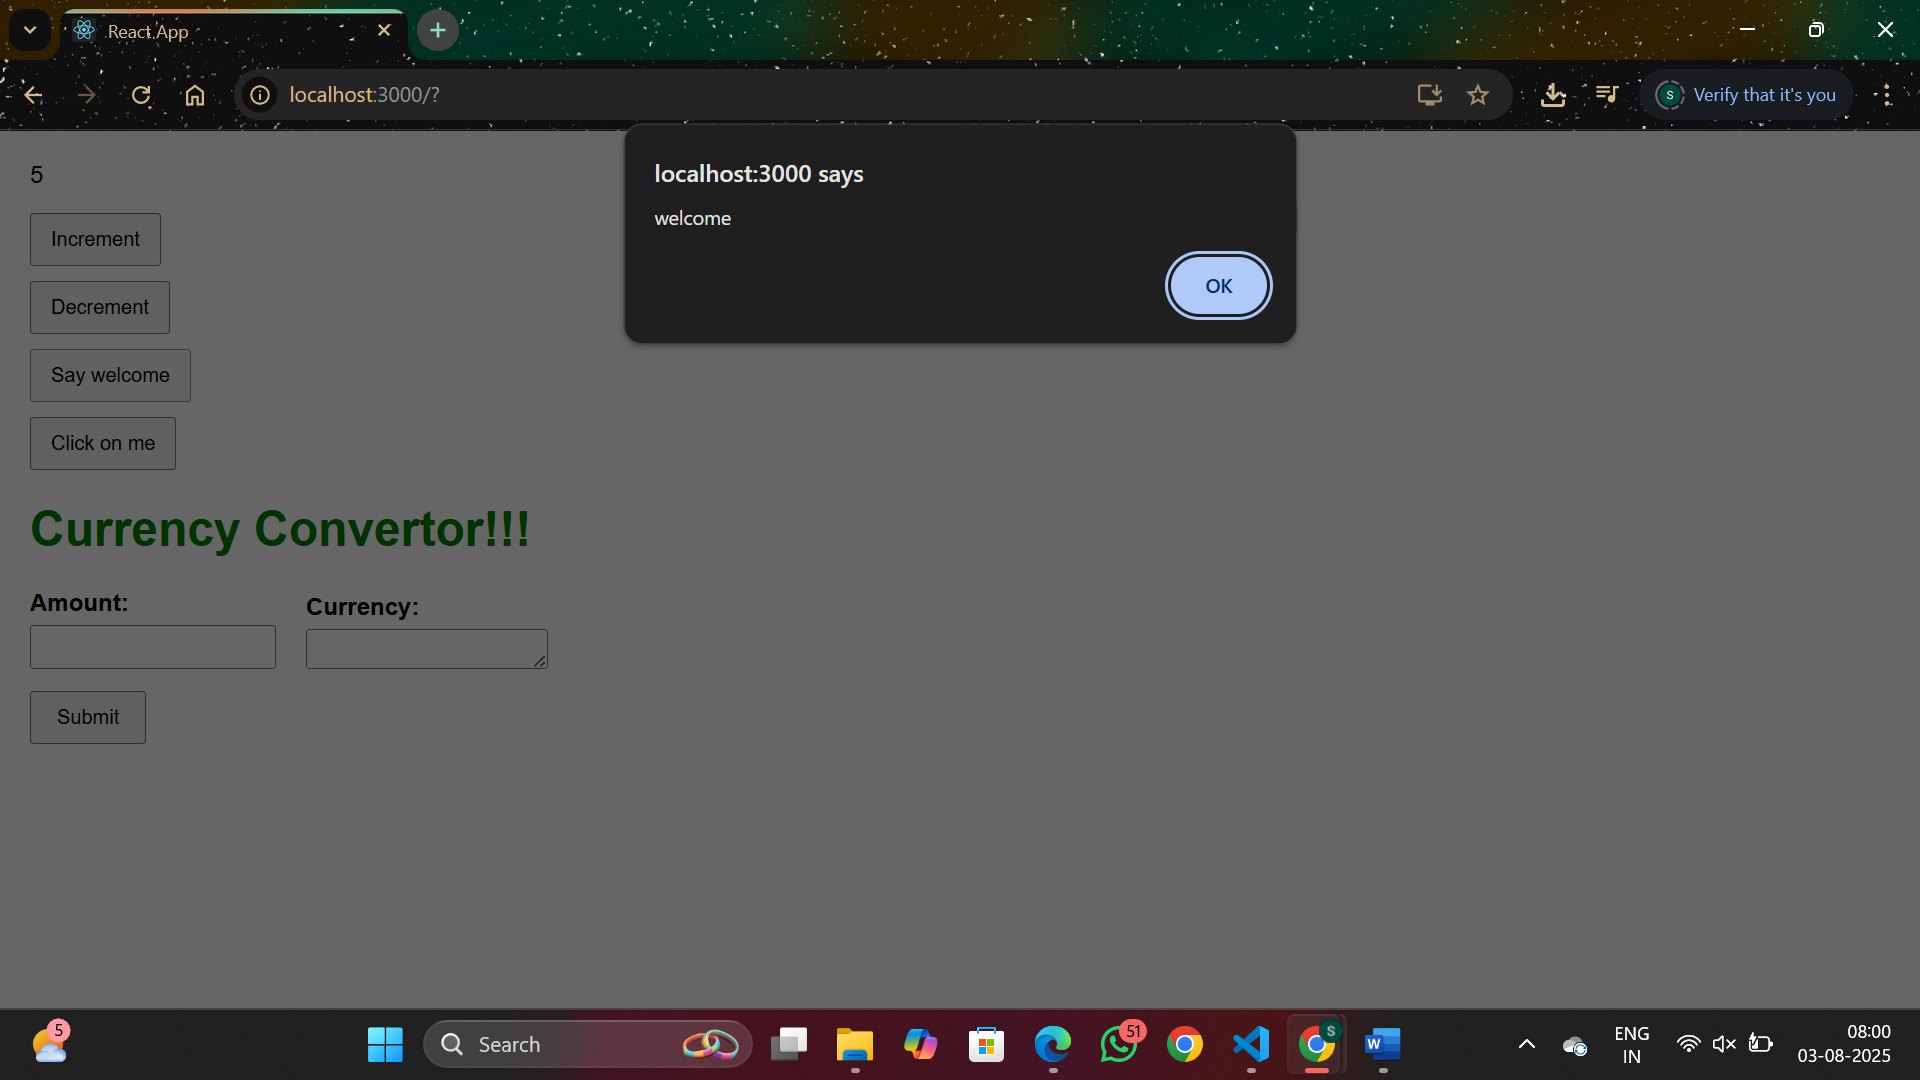 React App
localhost:3000/?
S
Verify that it's you
localhost:3000 says
welcome
OK
5
Increment
Decrement
Say welcome
Click on me
Currency Convertor!!!
Amount:
Currency:
Submit
5
Search
51
S
W
ENG
IN
08:00
03-08-2025